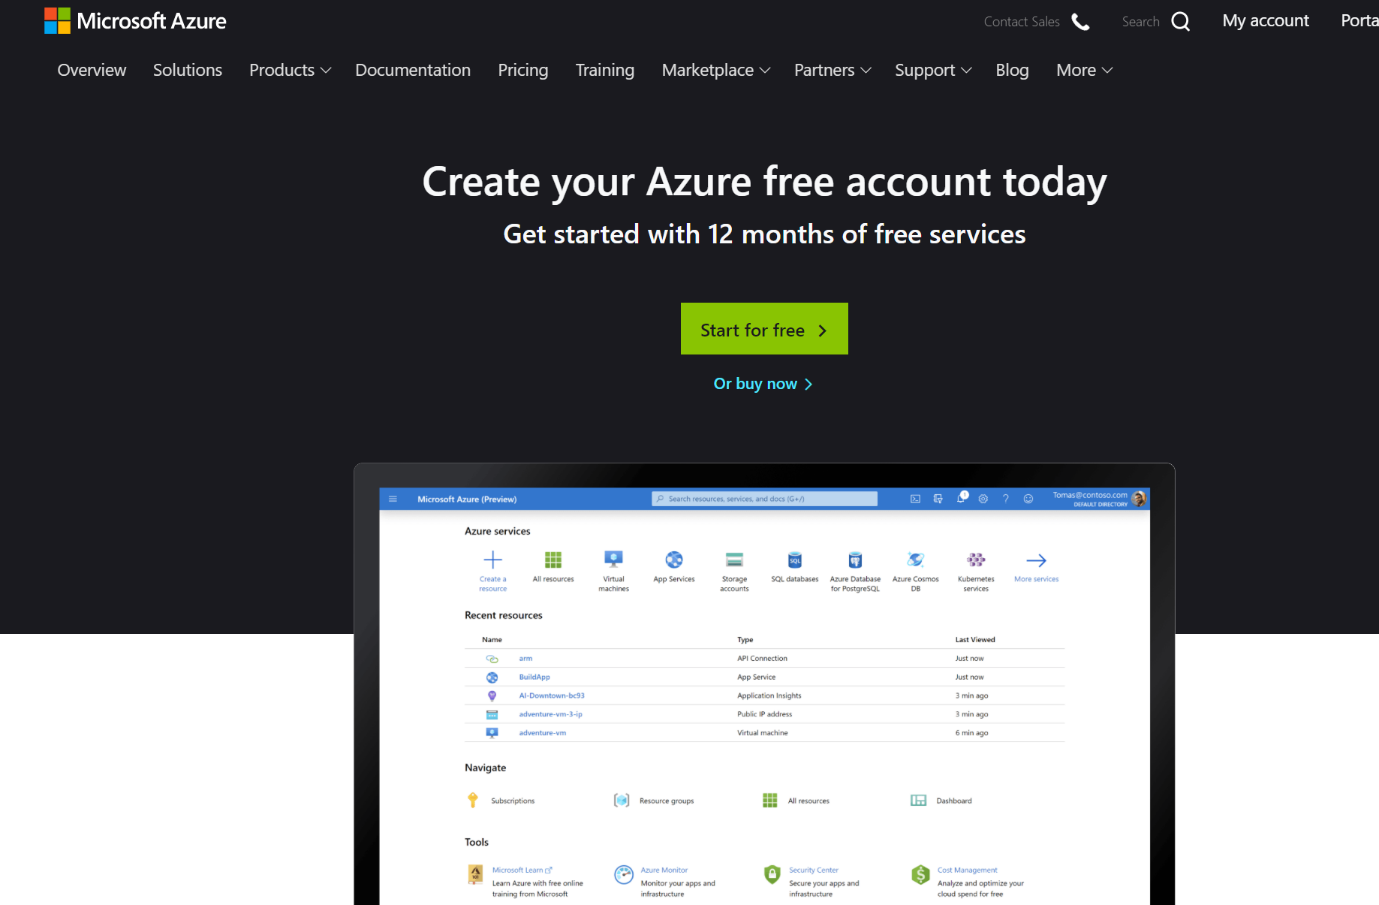 Microsoft Azure
Contact Sales
Search
My account
Porta
Overview
Solutions
Products
Documentation
Pricing
Training
Marketplace
Partners
Support
Blog
More
Create your Azure free account today
Get started with 12 months of free services
Start for free
Or buy now
Microsoft Azure (Preview)
Search resources, services, and docs (G+/)
Tomas@contoso.com
DEFAULT DIRECTORY
Azure services
Create a
resource
All resources
Virtual
machines
App Services
Storage
accounts
SQL
SQL databases
Azure Database
for PostgreSQL
Azure Cosmos
DB
Kubernetes
services
More services
Recent resources
Name Type Last Viewed
arm API Connection Just now
BuildApp App Service Just now
AI-Downtown-bc93 Application Insights 3 min ago
adventure-vm-3-ip Public IP address 3 min ago
adventure-vm Virtual machine 6 min ago
Navigate
Subscriptions
Resource groups
All resources
Dashboard
Tools
Microsoft Learn
Learn Azure with free online
training from Microsoft
Azure Monitor
Monitor your apps and
infrastructure
Security Center
Secure your apps and
infrastructure
Cost Management
Analyze and optimize your
cloud spend for free